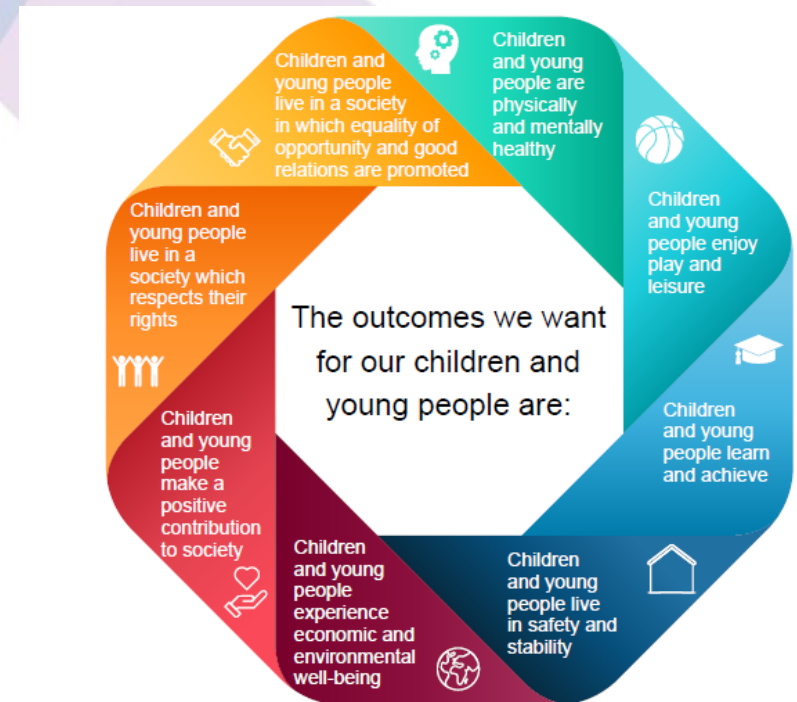 The outcomes we want
for our children and
young people are:
Children
and young
people are
physically
and mentally
healthy
Children
and young
people enjoy
play and
leisure
Children
and young
people learn
and achieve
Children
and young
people live
in safety and
stability
Children
and young
people
experience
economic and
environmental
well-being
Children
and young
people
make a
positive
contribution
to society
Children and
young people
live in a
society which
respects their
rights
Children and
young people
live in a society
in which equality of
opportunity and good
relations are promoted